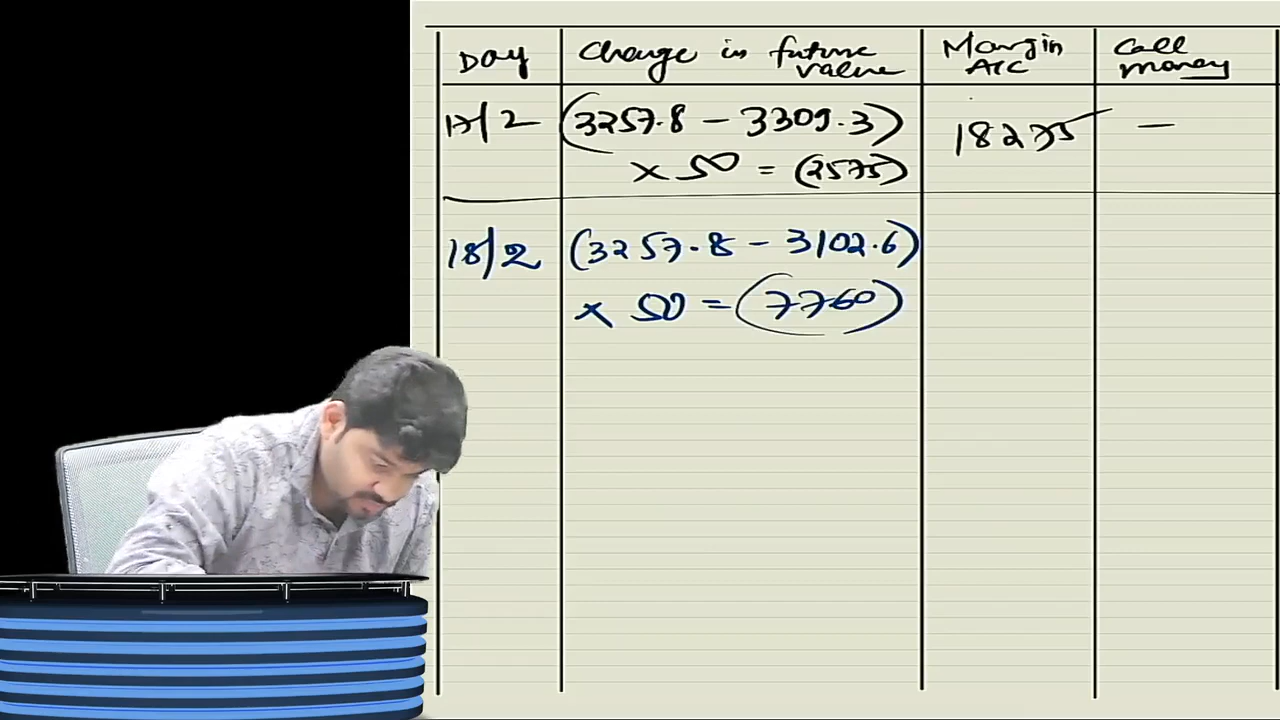 Day Change in future value Margin A/C Call money
17/2 (3257.8 - 3309.3) 18275 —
× 50 = (2575)
18/2 (3257.8 - 3102.6)
× 50 = (7760)